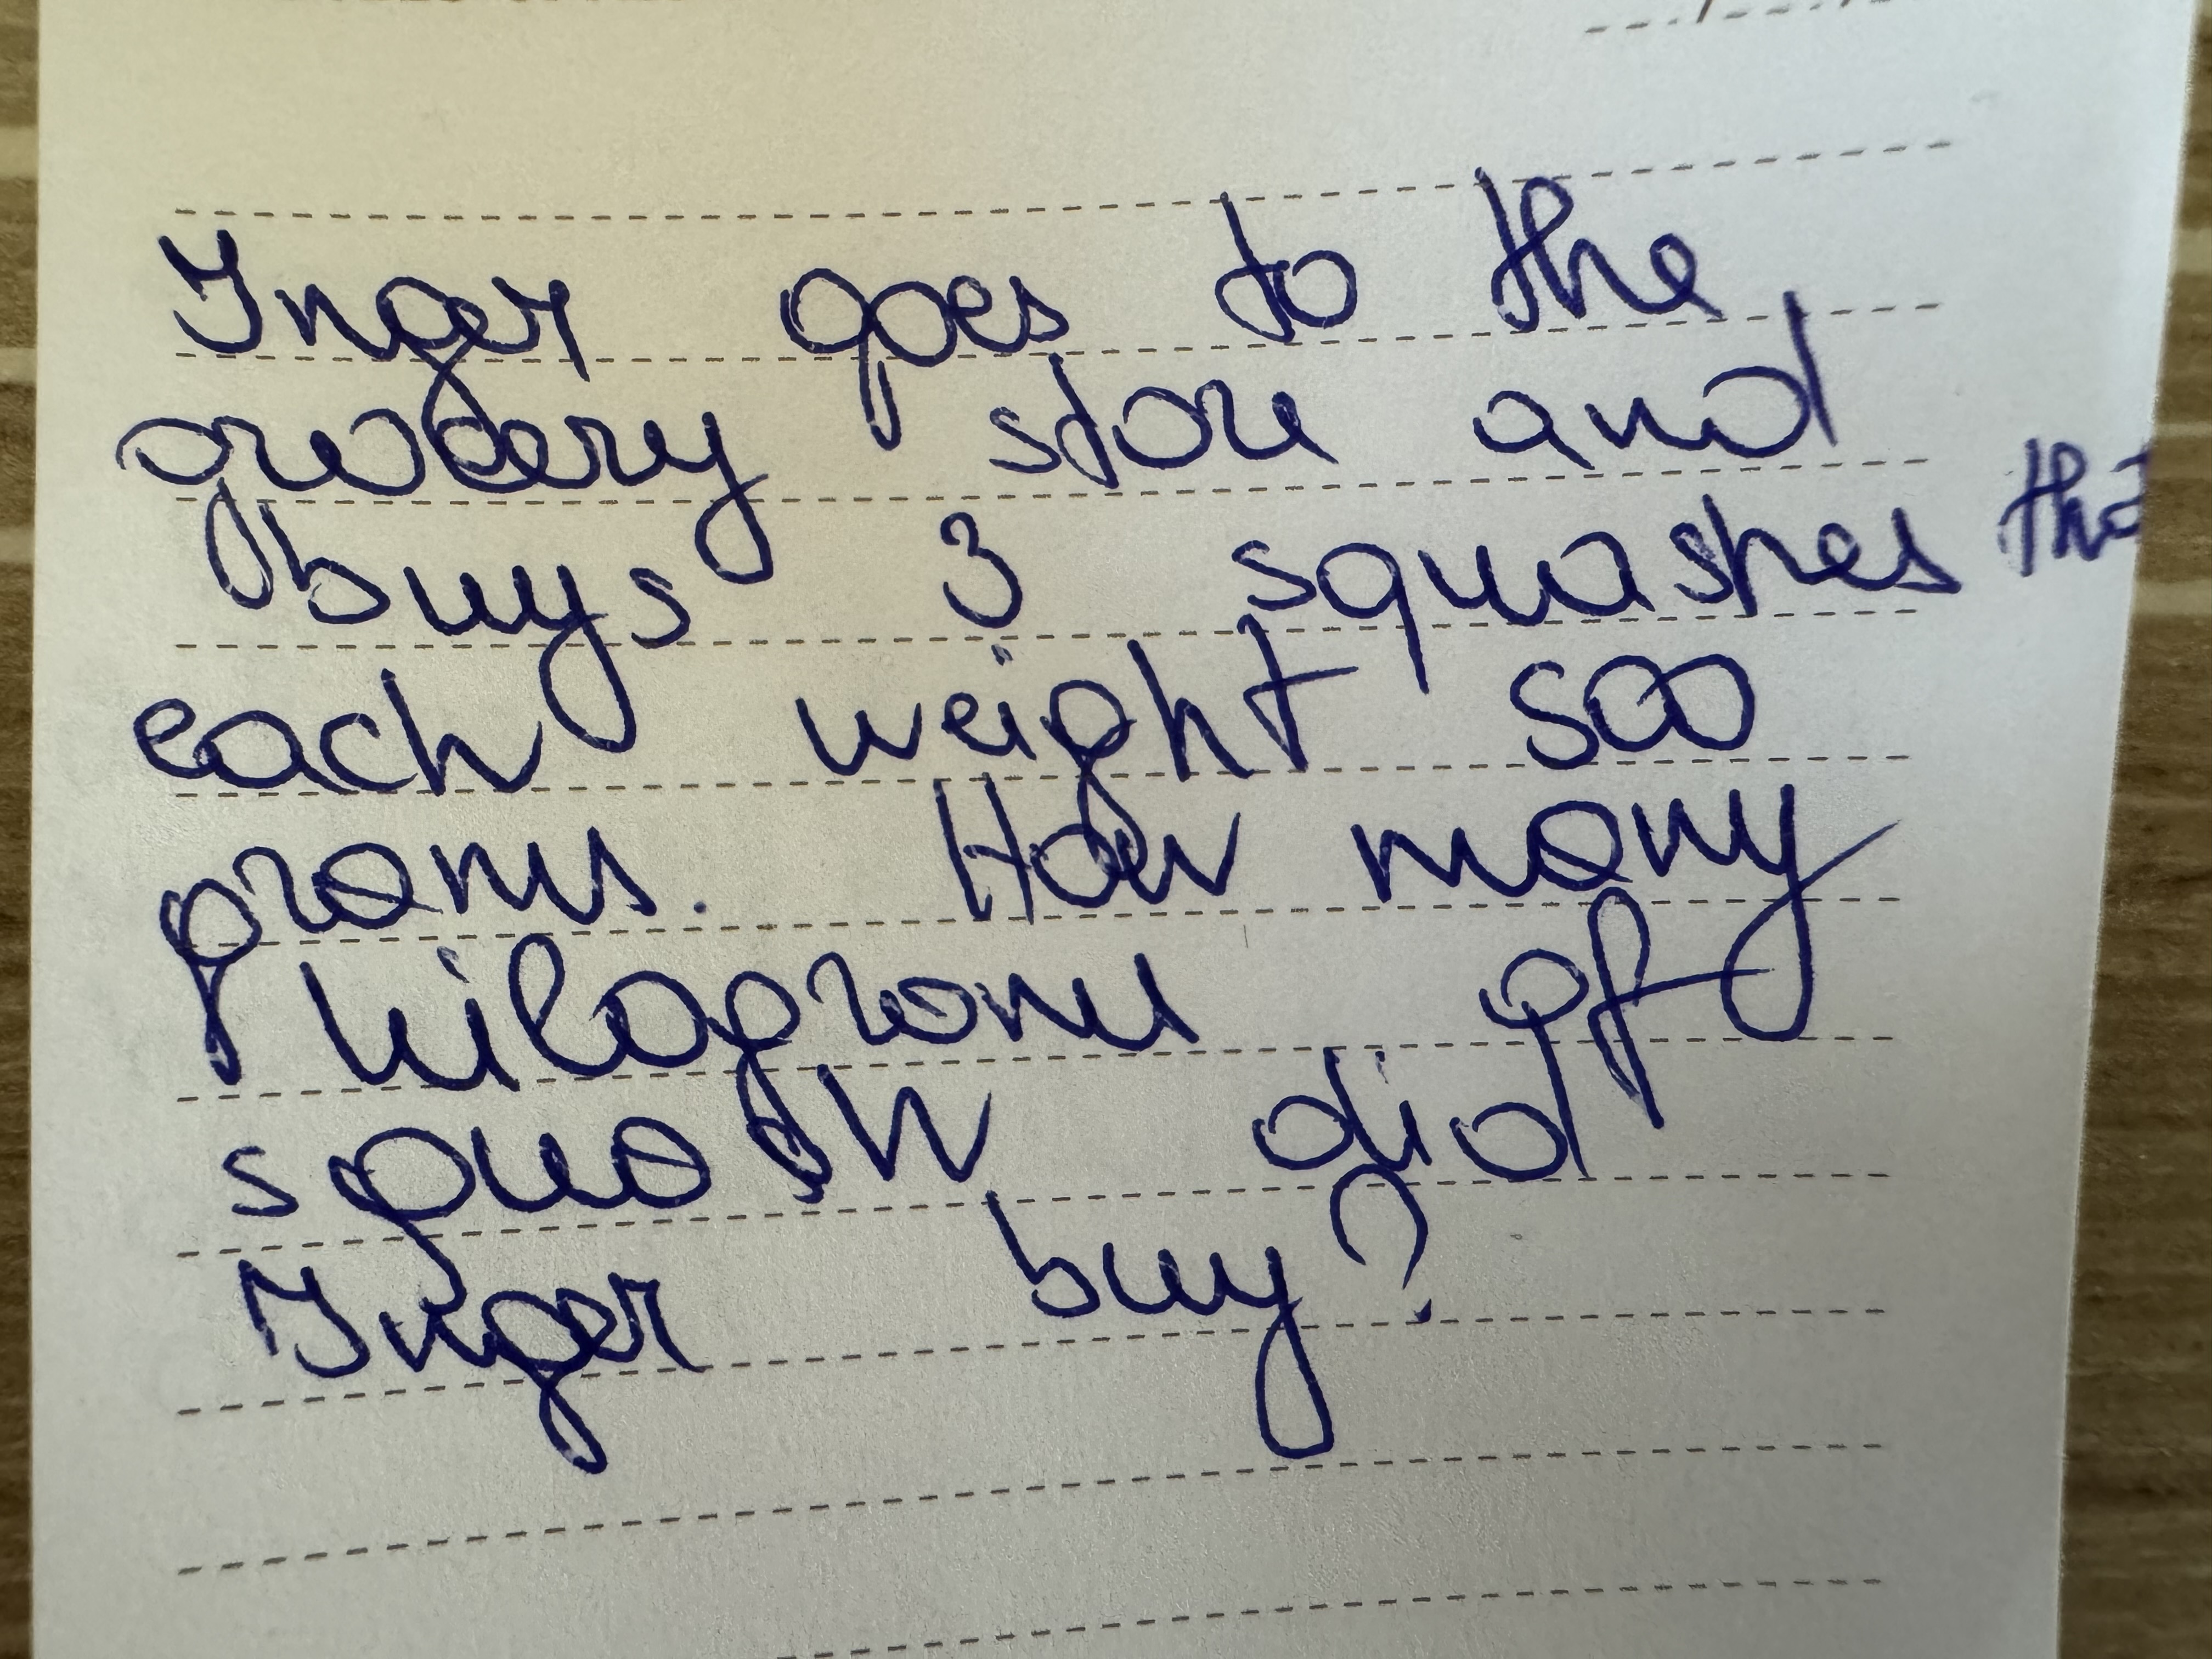 Inger goes to the
grocery store and
buys 3 squashes that
each weight 500
grams. How many
kilograms of
squash did
Inger buy?